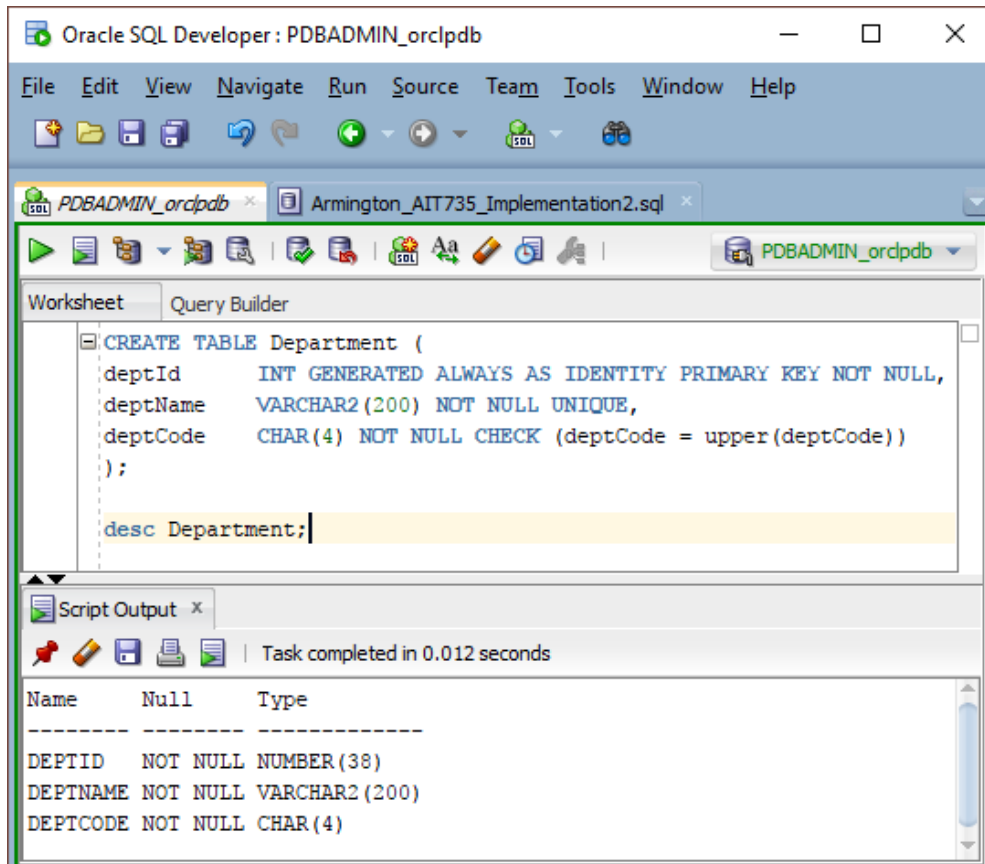 Oracle SQL Developer : PDBADMIN_orclpdb
File Edit View Navigate Run Source Team Tools Window Help
PDBADMIN_orclpdb
Armington_AIT735_Implementation2.sql
PDBADMIN_orclpdb
Worksheet Query Builder
CREATE TABLE Department (
deptId INT GENERATED ALWAYS AS IDENTITY PRIMARY KEY NOT NULL,
deptName VARCHAR2(200) NOT NULL UNIQUE,
deptCode CHAR(4) NOT NULL CHECK (deptCode = upper(deptCode))
);
desc Department;
Script Output x
Task completed in 0.012 seconds
Name Null Type
-------- -------- -------------
DEPTID NOT NULL NUMBER(38)
DEPTNAME NOT NULL VARCHAR2(200)
DEPTCODE NOT NULL CHAR(4)